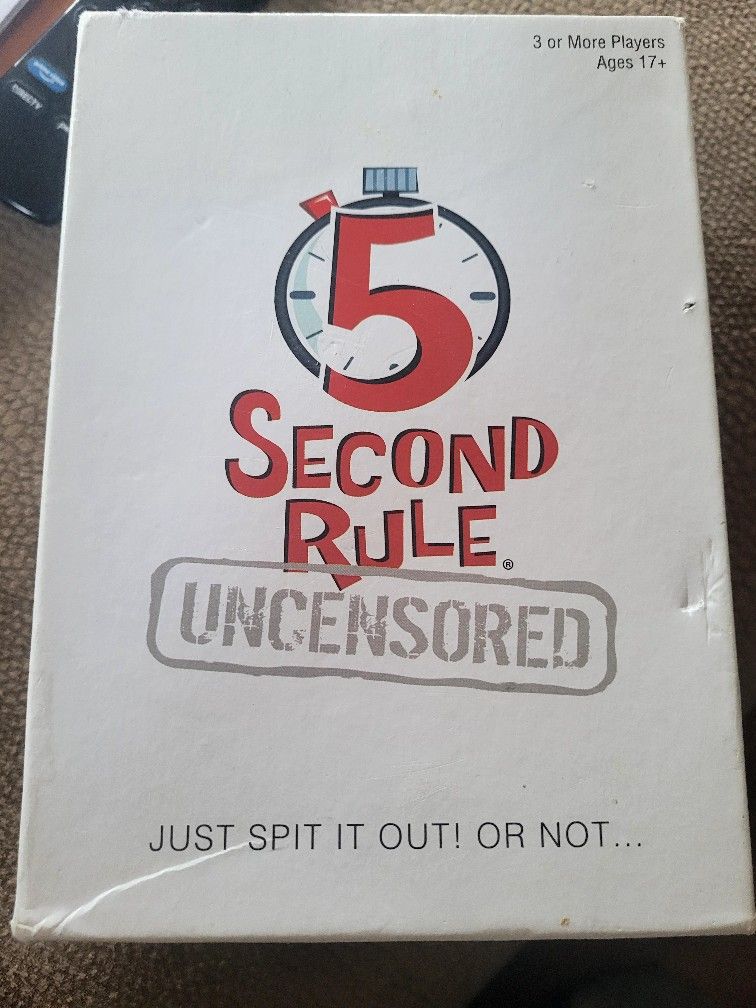 3 or More Players
Ages 17+
5
SECOND
RULE®
UNCENSORED
JUST SPIT IT OUT! OR NOT...